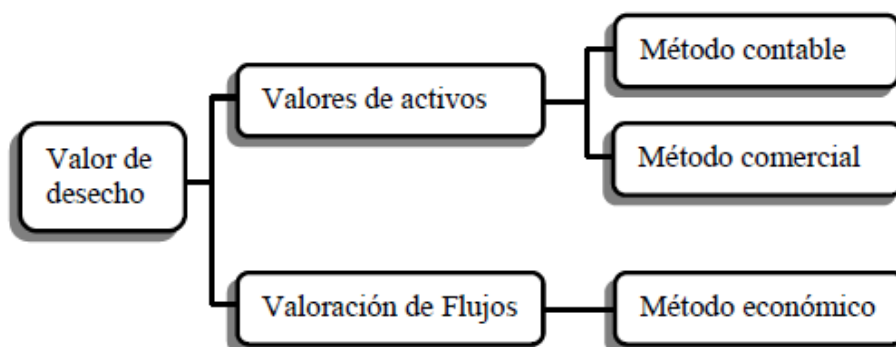 Valor de
desecho
Valores de activos
Método contable
Método comercial
Valoración de Flujos
Método económico